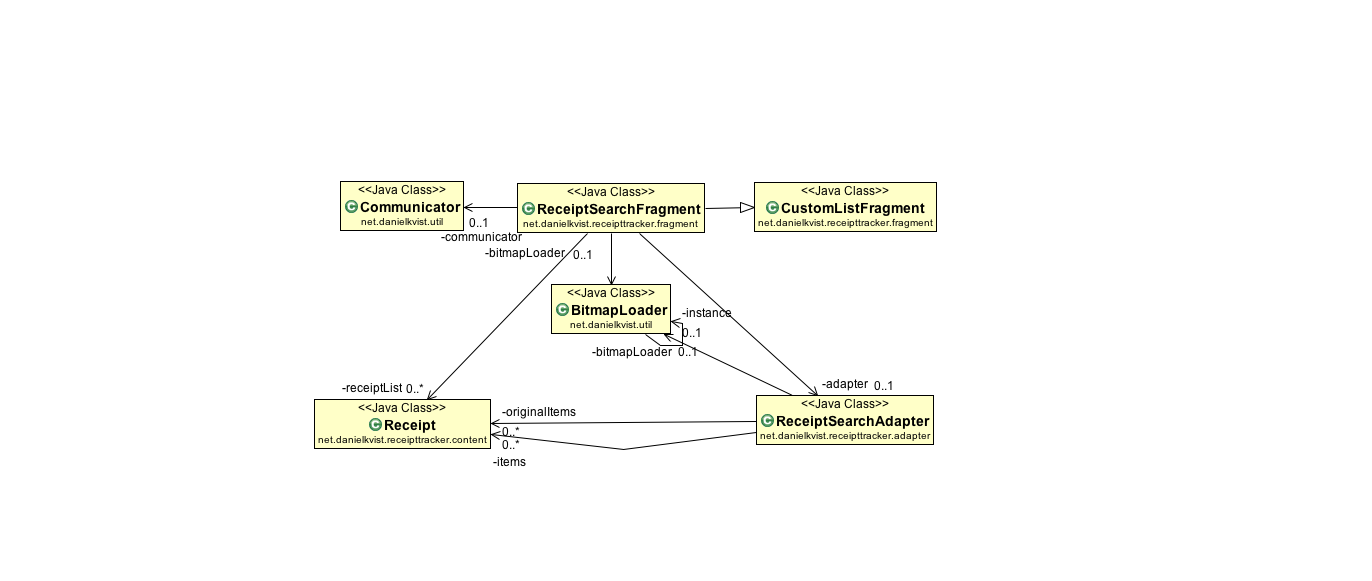 <<Java Class>>
Communicator
net.danielkvist.util
<<Java Class>>
ReceiptSearchFragment
net.danielkvist.receipttracker.fragment
<<Java Class>>
CustomListFragment
net.danielkvist.receipttracker.fragment
0..1
-communicator
-bitmapLoader 0..1
<<Java Class>>
BitmapLoader
net.danielkvist.util
-instance
0..1
-bitmapLoader 0..1
-receiptList 0..*
-adapter 0..1
<<Java Class>>
Receipt
net.danielkvist.receipttracker.content
-originalItems
0..*
0..*
-items
<<Java Class>>
ReceiptSearchAdapter
net.danielkvist.receipttracker.adapter